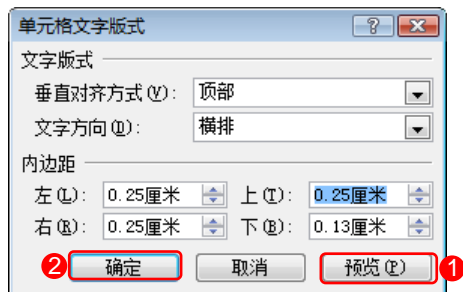 单元格文字版式
文字版式
垂直对齐方式(V): 顶部
文字方向(D): 横排
内边距
左(L): 0.25厘米 上(T): 0.25厘米
右(R): 0.25厘米 下(B): 0.13厘米
2 确定 取消 预览(P) 1